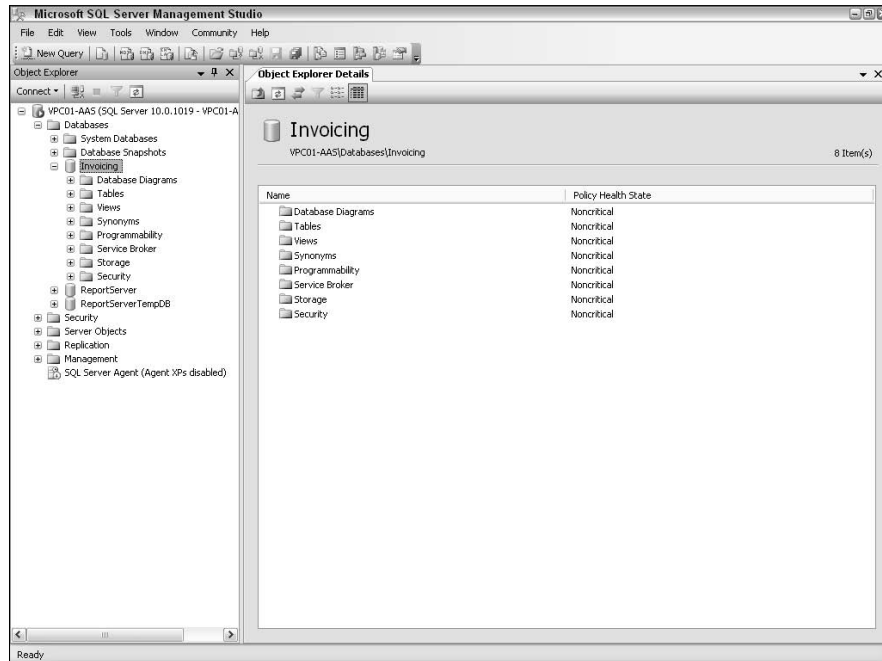 Microsoft SQL Server Management Studio
File Edit View Tools Window Community Help
New Query
Object Explorer
Connect
VPC01-AAS (SQL Server 10.0.1019 - VPC01-A
Databases
System Databases
Database Snapshots
Invoicing
Database Diagrams
Tables
Views
Synonyms
Programmability
Service Broker
Storage
Security
ReportServer
ReportServerTempDB
Security
Server Objects
Replication
Management
SQL Server Agent (Agent XPs disabled)
Object Explorer Details
Invoicing
VPC01-AAS\Databases\Invoicing 8 Item(s)
Name Policy Health State
Database Diagrams Noncritical
Tables Noncritical
Views Noncritical
Synonyms Noncritical
Programmability Noncritical
Service Broker Noncritical
Storage Noncritical
Security Noncritical
Ready